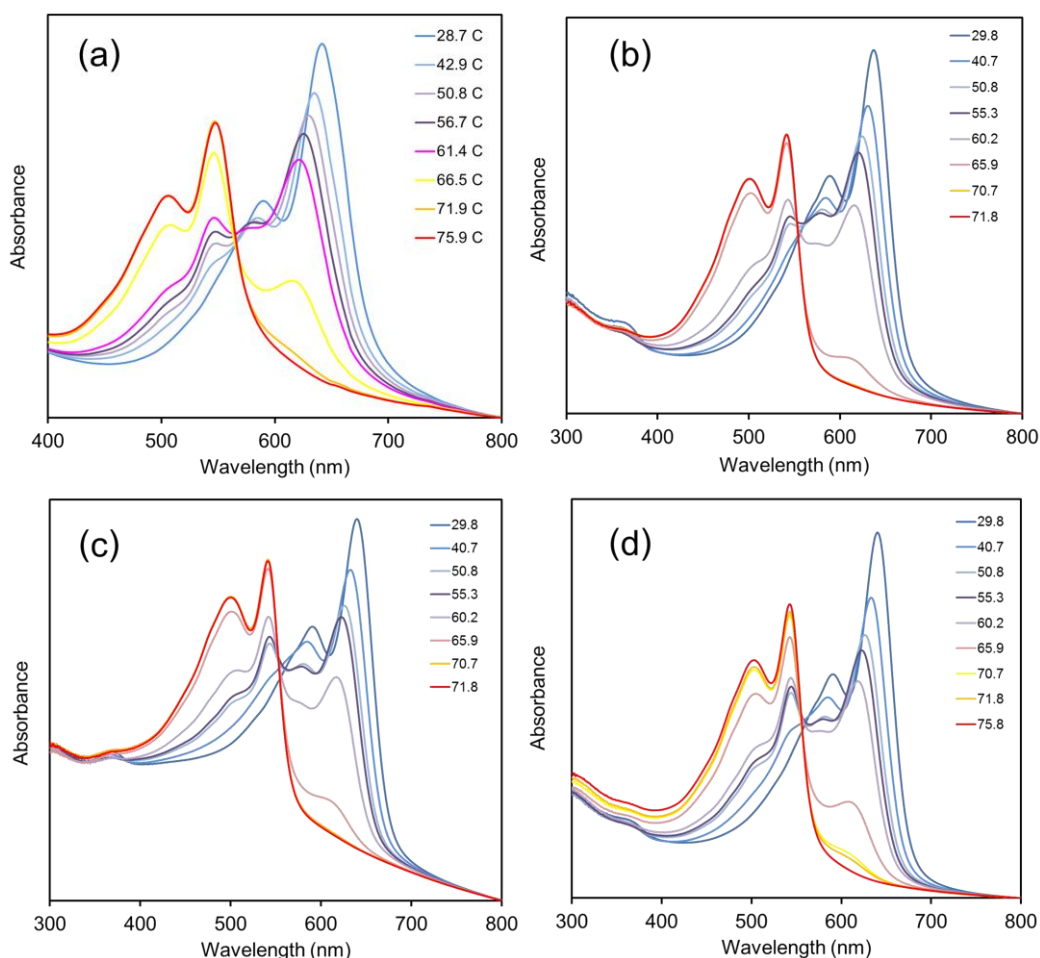 (a)
28.7 C
42.9 C
50.8 C
56.7 C
61.4 C
66.5 C
71.9 C
75.9 C
Absorbance
400 500 600 700 800
Wavelength (nm)
(b)
29.8
40.7
50.8
55.3
60.2
65.9
70.7
71.8
Absorbance
300 400 500 600 700 800
Wavelength (nm)
(c)
29.8
40.7
50.8
55.3
60.2
65.9
70.7
71.8
Absorbance
300 400 500 600 700 800
Wavelength (nm)
(d)
29.8
40.7
50.8
55.3
60.2
65.9
70.7
71.8
75.8
Absorbance
300 400 500 600 700 800
Wavelength (nm)